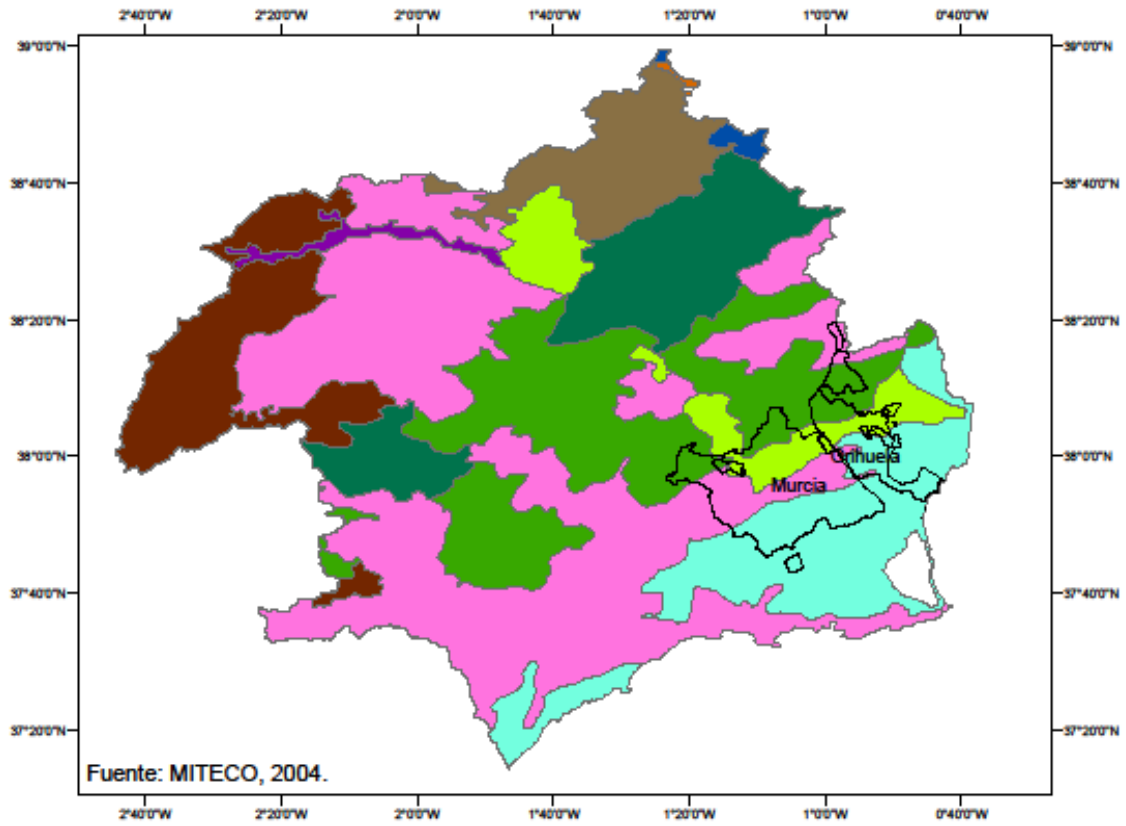 2°40'0"W 2°20'0"W 2°0'0"W 1°40'0"W 1°20'0"W 1°0'0"W 0°40'0"W
39°0'0"N 39°0'0"N
38°40'0"N 38°40'0"N
38°20'0"N 38°20'0"N
38°0'0"N 38°0'0"N
Orihuela
Murcia
37°40'0"N 37°40'0"N
37°20'0"N 37°20'0"N
Fuente: MITECO, 2004.
2°40'0"W 2°20'0"W 2°0'0"W 1°40'0"W 1°20'0"W 1°0'0"W 0°40'0"W